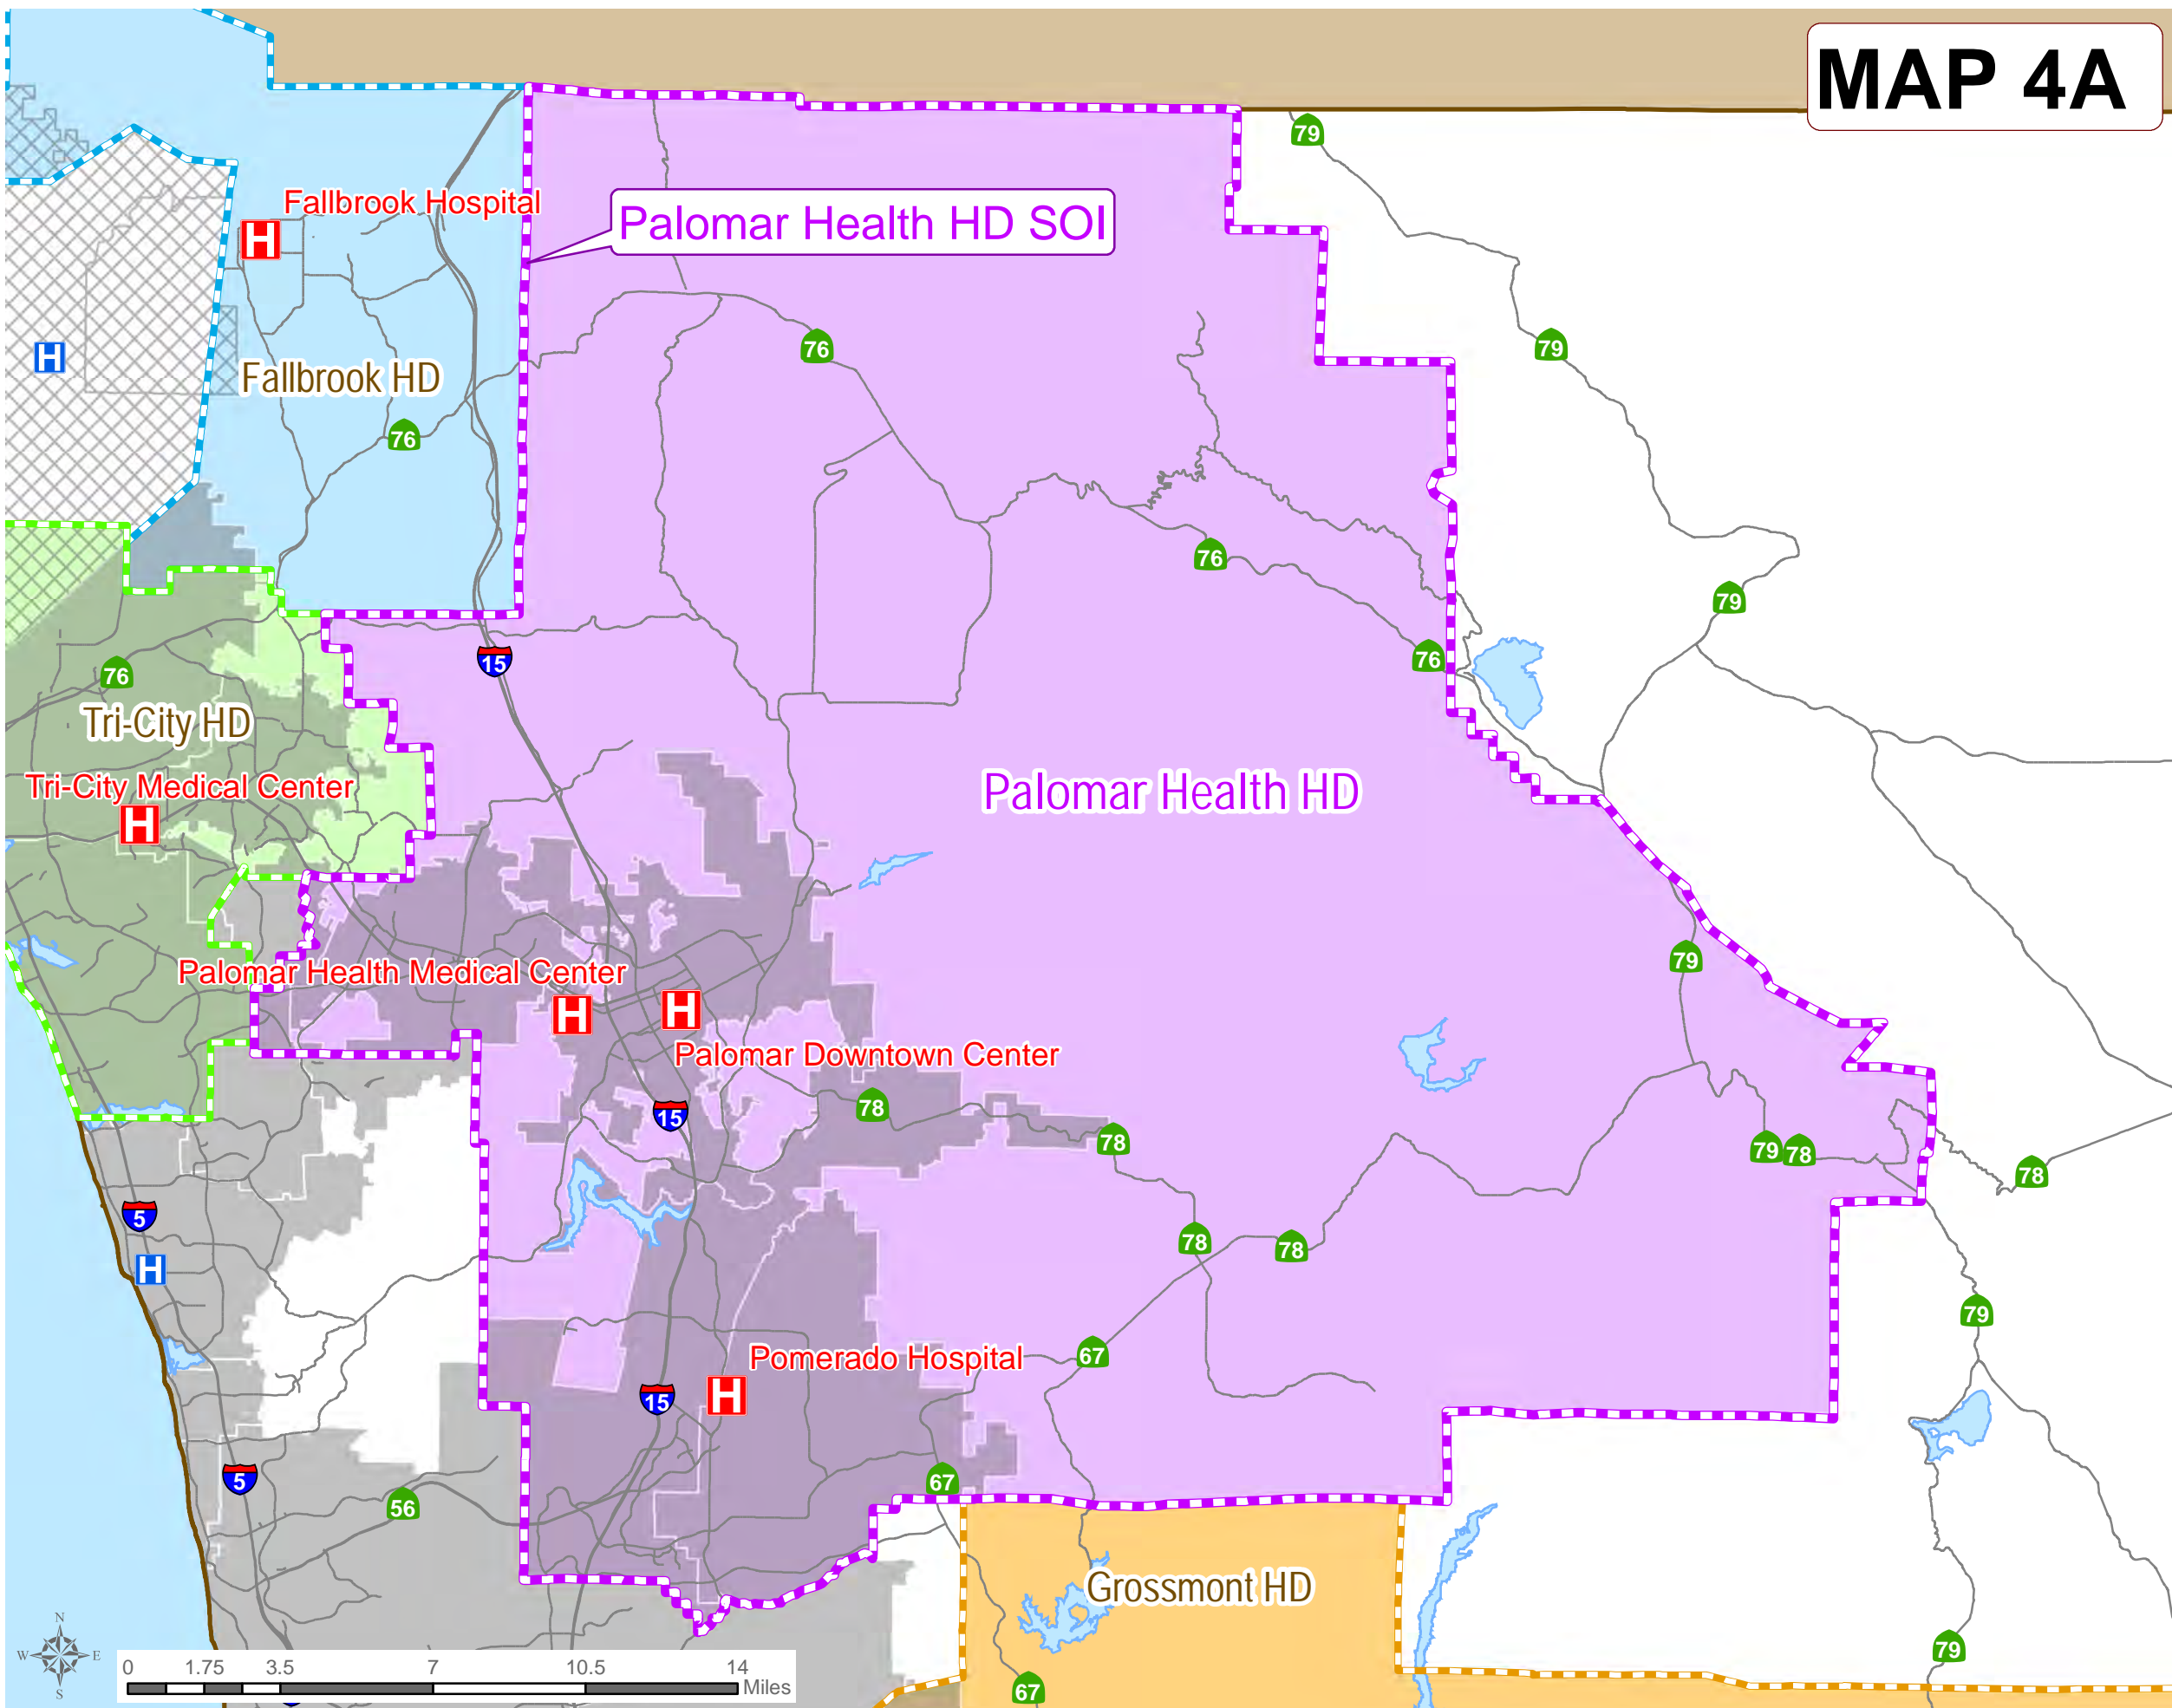 MAP 4A
79
Fallbrook Hospital
H
Palomar Health HD SOI
76
79
H
Fallbrook HD
76
76
79
15
76
76
Tri-City HD
Tri-City Medical Center
H
Palomar Health HD
79
Palomar Health Medical Center
H
H
Palomar Downtown Center
78
15
78
79
78
78
5
78
78
H
79
67
Pomerado Hospital
H
15
5
67
56
Grossmont HD
79
67
N
W
E
S
0
1.75
3.5
7
10.5
14
Miles